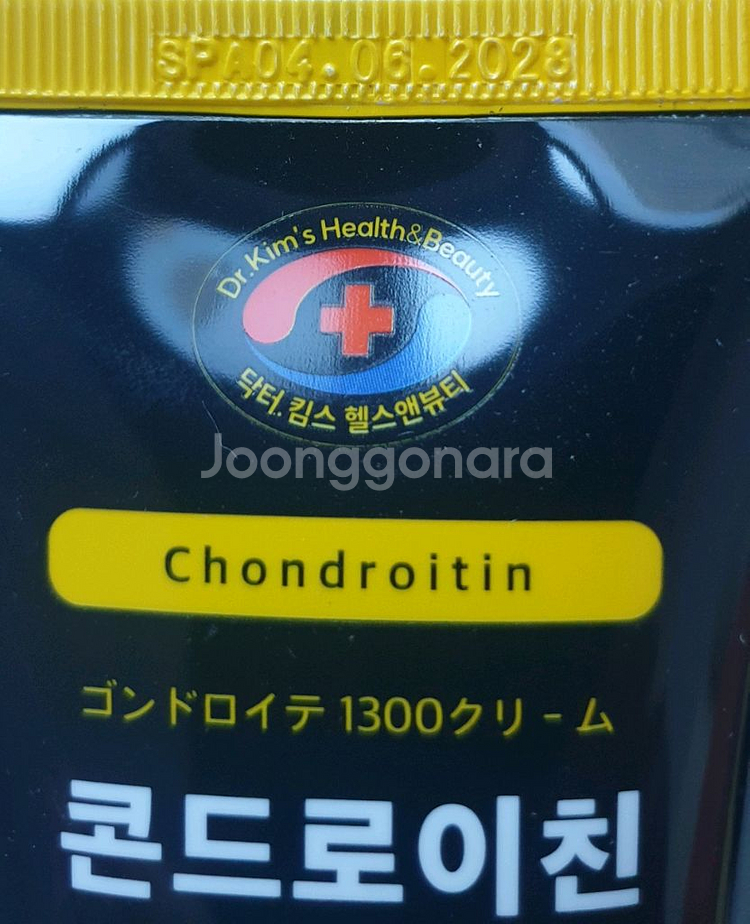 SPA04.06.2028
Dr.Kim's Health&Beauty
닥터.킴스 헬스앤뷰티
Joonggonara
Chondroitin
ゴンドロイテ 1300クリ-ム
콘드로이친